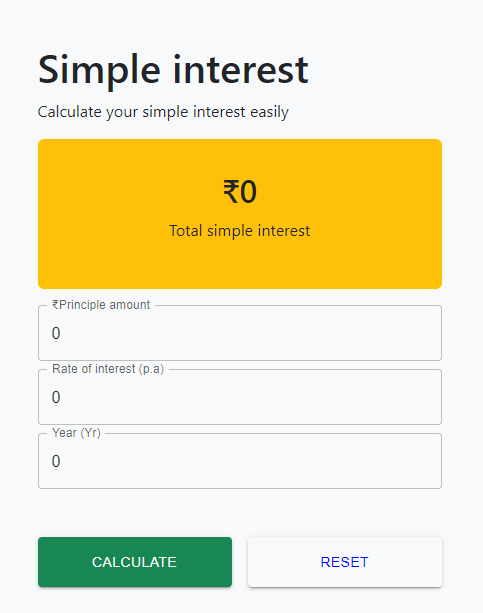 Simple interest
Calculate your simple interest easily
₹0
Total simple interest
₹Principle amount
0
Rate of interest (p.a)
0
Year (Yr)
0
CALCULATE
RESET